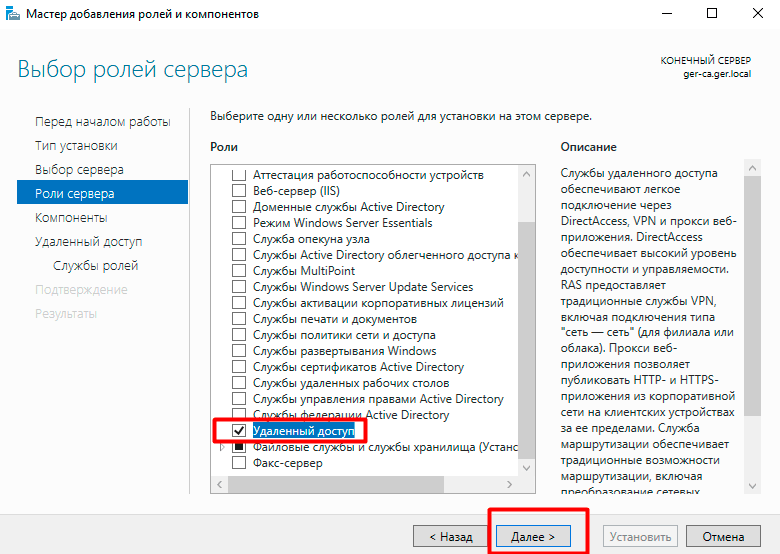 Мастер добавления ролей и компонентов
Выбор ролей сервера
КОНЕЧНЫЙ СЕРВЕР
ger-ca.ger.local
Перед началом работы
Тип установки
Выбор сервера
Роли сервера
Компоненты
Удаленный доступ
Службы ролей
Подтверждение
Результаты
Выберите одну или несколько ролей для установки на этом сервере.
Роли
Аттестация работоспособности устройств
Веб-сервер (IIS)
Доменные службы Active Directory
Режим Windows Server Essentials
Служба опекуна узла
Службы Active Directory облегченного доступа к
Службы MultiPoint
Службы Windows Server Update Services
Службы активации корпоративных лицензий
Службы печати и документов
Службы политики сети и доступа
Службы развертывания Windows
Службы сертификатов Active Directory
Службы удаленных рабочих столов
Службы управления правами Active Directory
Службы федерации Active Directory
Удаленный доступ
Файловые службы и службы хранилища (Устано
Факс-сервер
Описание
Службы удаленного доступа
обеспечивают легкое
подключение через
DirectAccess, VPN и прокси веб-
приложения. DirectAccess
обеспечивает высокий уровень
доступности и управляемости.
RAS предоставляет
традиционные службы VPN,
включая подключения типа
"сеть — сеть" (для филиала или
облака). Прокси веб-
приложения позволяет
публиковать HTTP- и HTTPS-
приложения из корпоративной
сети на клиентских устройствах
за ее пределами. Служба
маршрутизации обеспечивает
традиционные возможности
маршрутизации, включая
преобразование сетевых
< Назад
Далее >
Установить
Отмена